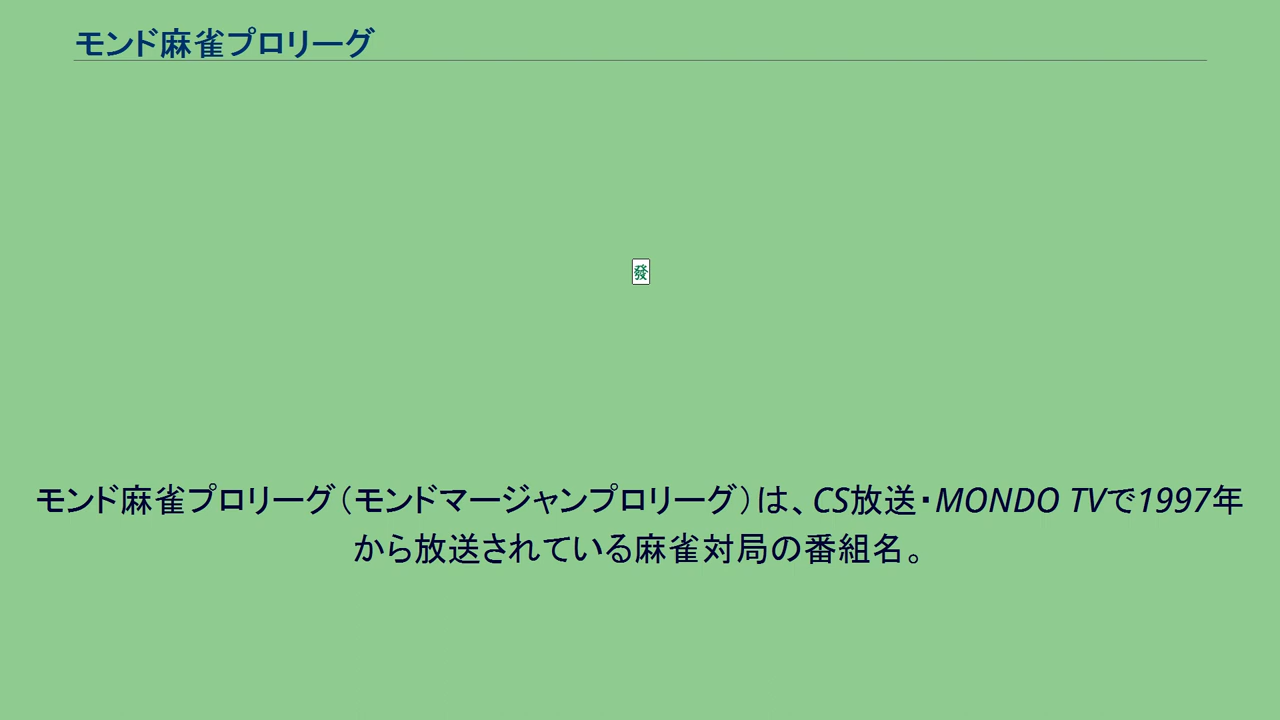 モンド麻雀プロリーグ
發
モンド麻雀プロリーグ（モンドマージャンプロリーグ）は、CS放送・MONDO TVで1997年
から放送されている麻雀対局の番組名。